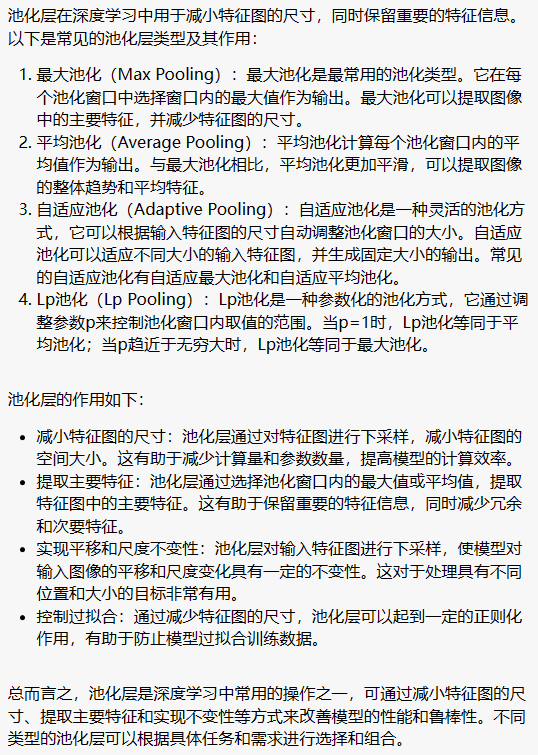 池化层在深度学习中用于减小特征图的尺寸，同时保留重要的特征信息。
以下是常见的池化层类型及其作用：
1. 最大池化（Max Pooling）：最大池化是最常用的池化类型。它在每
个池化窗口中选择窗口内的最大值作为输出。最大池化可以提取图像
中的主要特征，并减少特征图的尺寸。
2. 平均池化（Average Pooling）：平均池化计算每个池化窗口内的平
均值作为输出。与最大池化相比，平均池化更加平滑，可以提取图像
的整体趋势和平均特征。
3. 自适应池化（Adaptive Pooling）：自适应池化是一种灵活的池化方
式，它可以根据输入特征图的尺寸自动调整池化窗口的大小。自适应
池化可以适应不同大小的输入特征图，并生成固定大小的输出。常见
的自适应池化有自适应最大池化和自适应平均池化。
4. Lp池化（Lp Pooling）：Lp池化是一种参数化的池化方式，它通过调
整参数p来控制池化窗口内取值的范围。当p=1时，Lp池化等同于平
均池化；当p趋近于无穷大时，Lp池化等同于最大池化。
池化层的作用如下：
• 减小特征图的尺寸：池化层通过对特征图进行下采样，减小特征图的
空间大小。这有助于减少计算量和参数数量，提高模型的计算效率。
• 提取主要特征：池化层通过选择池化窗口内的最大值或平均值，提取
特征图中的主要特征。这有助于保留重要的特征信息，同时减少冗余
和次要特征。
• 实现平移和尺度不变性：池化层对输入特征图进行下采样，使模型对
输入图像的平移和尺度变化具有一定的不变性。这对于处理具有不同
位置和大小的目标非常有用。
• 控制过拟合：通过减少特征图的尺寸，池化层可以起到一定的正则化
作用，有助于防止模型过拟合训练数据。
总而言之，池化层是深度学习中常用的操作之一，可通过减小特征图的尺
寸、提取主要特征和实现不变性等方式来改善模型的性能和鲁棒性。不同
类型的池化层可以根据具体任务和需求进行选择和组合。